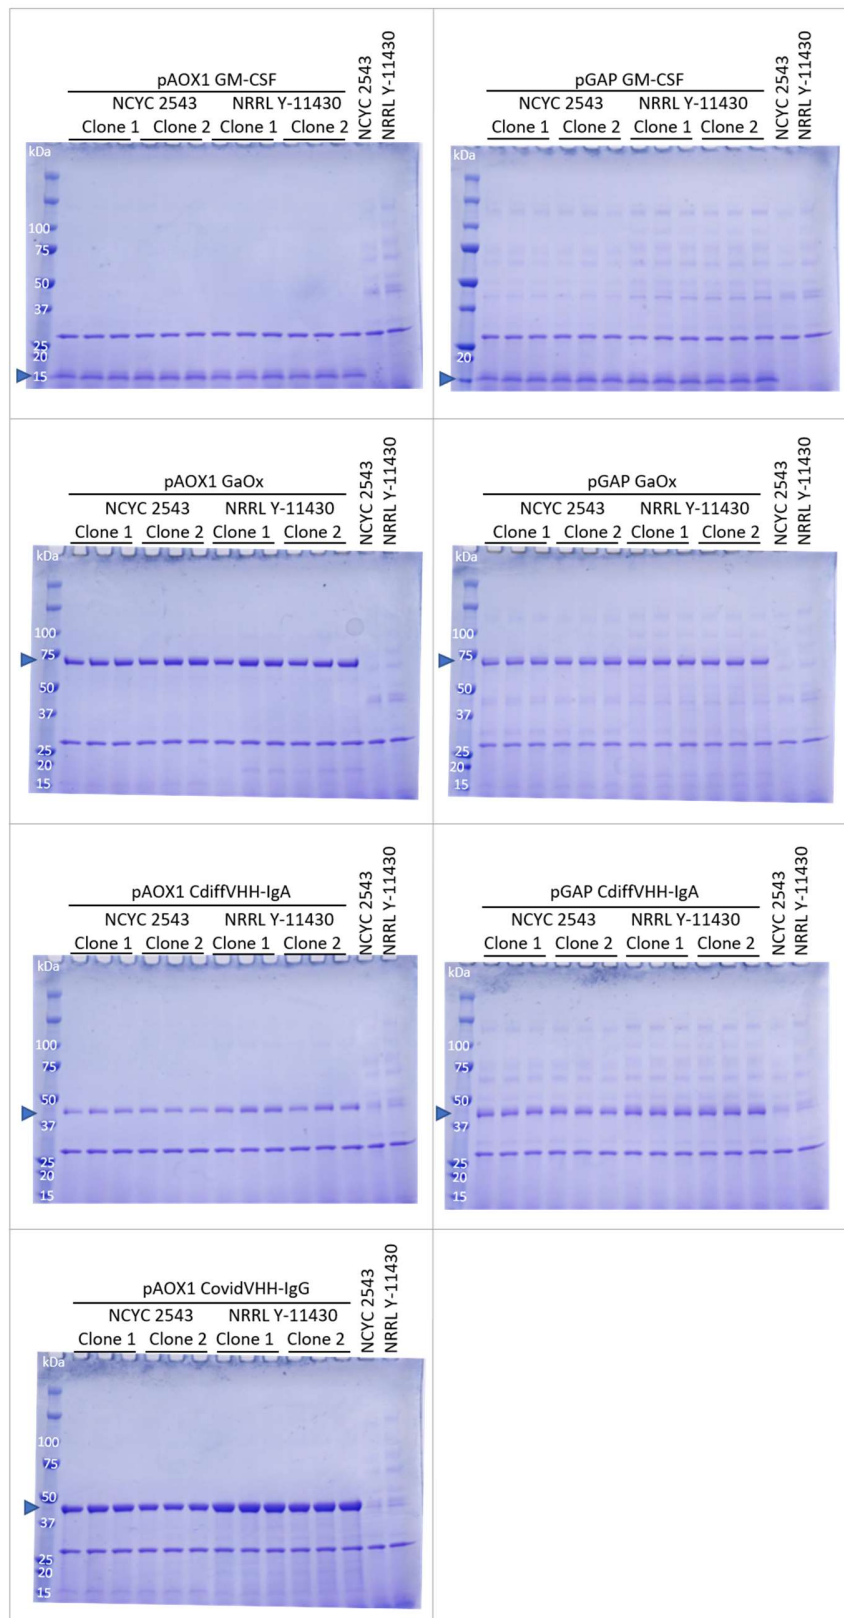 pAOX1 GM-CSF
NCYC 2543 NRRL Y-11430
Clone 1 Clone 2 Clone 1 Clone 2
NCYC 2543
NRRL Y-11430
kDa
100
75
50
37
25
20
15
pGAP GM-CSF
NCYC 2543 NRRL Y-11430
Clone 1 Clone 2 Clone 1 Clone 2
NCYC 2543
NRRL Y-11430
kDa
20
pAOX1 GaOx
NCYC 2543 NRRL Y-11430
Clone 1 Clone 2 Clone 1 Clone 2
NCYC 2543
NRRL Y-11430
kDa
100
75
50
37
25
20
15
pGAP GaOx
NCYC 2543 NRRL Y-11430
Clone 1 Clone 2 Clone 1 Clone 2
NCYC 2543
NRRL Y-11430
kDa
100
75
50
37
25
20
15
pAOX1 CdiffVHH-IgA
NCYC 2543 NRRL Y-11430
Clone 1 Clone 2 Clone 1 Clone 2
NCYC 2543
NRRL Y-11430
kDa
100
75
50
37
25
20
15
pGAP CdiffVHH-IgA
NCYC 2543 NRRL Y-11430
Clone 1 Clone 2 Clone 1 Clone 2
NCYC 2543
NRRL Y-11430
kDa
100
75
50
37
25
20
15
pAOX1 CovidVHH-IgG
NCYC 2543 NRRL Y-11430
Clone 1 Clone 2 Clone 1 Clone 2
NCYC 2543
NRRL Y-11430
kDa
100
75
50
37
25
20
15